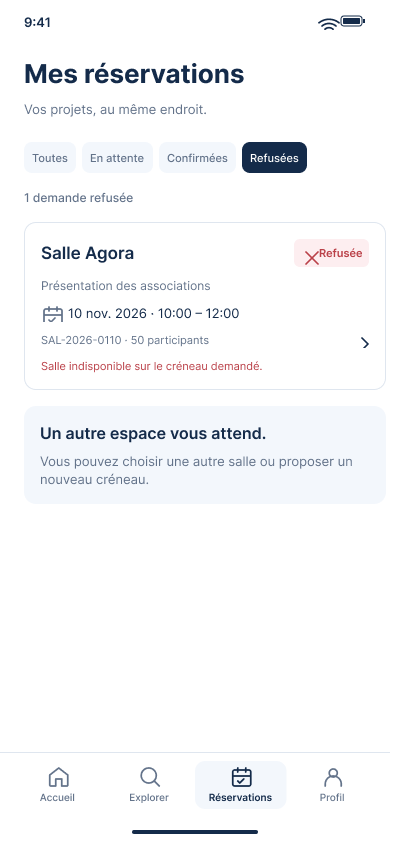 9:41
Mes réservations
Vos projets, au même endroit.
Toutes
En attente
Confirmées
Refusées
1 demande refusée
Salle Agora
Refusée
Présentation des associations
10 nov. 2026 · 10:00 – 12:00
SAL-2026-0110 · 50 participants
Salle indisponible sur le créneau demandé.
Un autre espace vous attend.
Vous pouvez choisir une autre salle ou proposer un
nouveau créneau.
Accueil
Explorer
Réservations
Profil